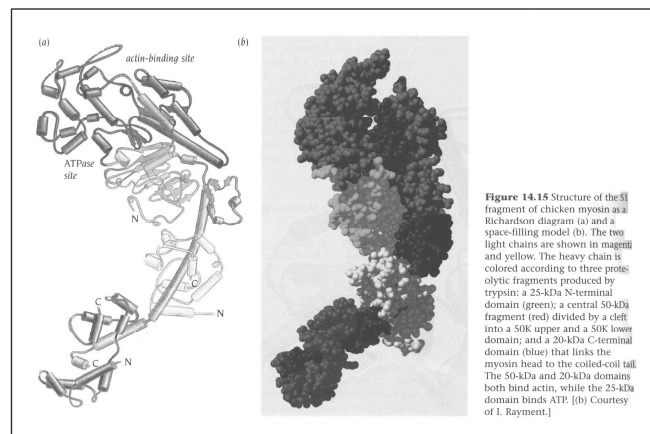 (a)
(b)
actin-binding site
ATPase
site
N
C
N
C
C
N
Figure 14.15 Structure of the S1
fragment of chicken myosin as a
Richardson diagram (a) and a
space-filling model (b). The two
light chains are shown in magenta
and yellow. The heavy chain is
colored according to three prote-
olytic fragments produced by
trypsin: a 25-kDa N-terminal
domain (green); a central 50-kDa
fragment (red) divided by a cleft
into a 50K upper and a 50K lower
domain; and a 20-kDa C-terminal
domain (blue) that links the
myosin head to the coiled-coil tail.
The 50-kDa and 20-kDa domains
both bind actin, while the 25-kDa
domain binds ATP. [(b) Courtesy
of I. Rayment.]